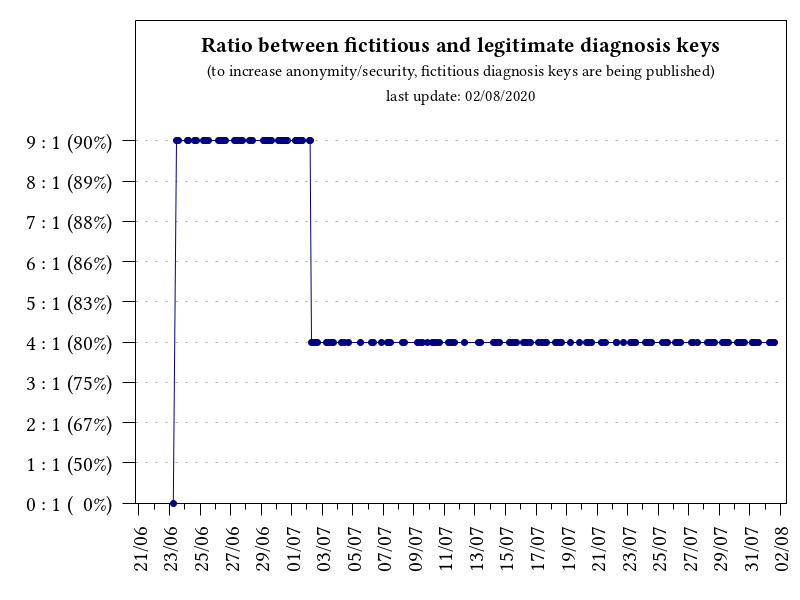 Ratio between fictitious and legitimate diagnosis keys
(to increase anonymity/security, fictitious diagnosis keys are being published)
last update: 02/08/2020
9 : 1 (90%)
8 : 1 (89%)
7 : 1 (88%)
6 : 1 (86%)
5 : 1 (83%)
4 : 1 (80%)
3 : 1 (75%)
2 : 1 (67%)
1 : 1 (50%)
0 : 1 (  0%)
21/06
23/06
25/06
27/06
29/06
01/07
03/07
05/07
07/07
09/07
11/07
13/07
15/07
17/07
19/07
21/07
23/07
25/07
27/07
29/07
31/07
02/08